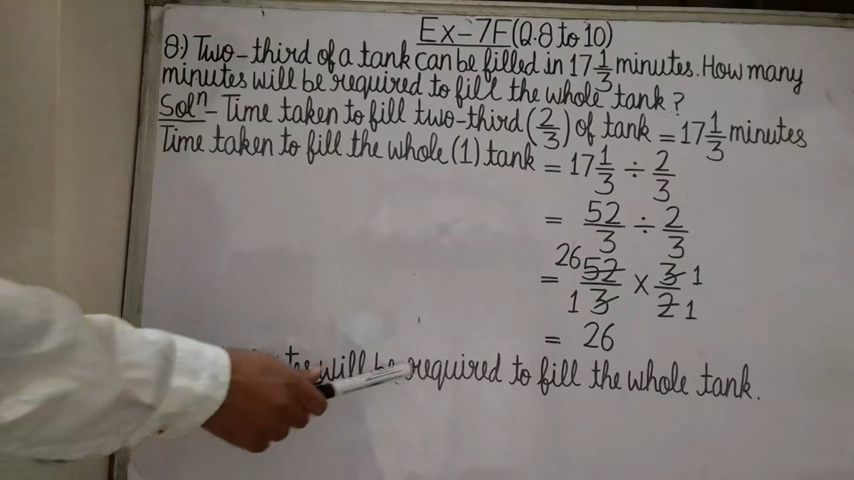 Ex-7F(Q.8 to 10)
8:) Two-third of a tank can be filled in 17 1/3 minutes. How many
minutes will be required to fill the whole tank?
Solⁿ - Time taken to fill two-third (2/3) of tank = 17 1/3 minutes
Time taken to fill the whole (1) tank = 17 1/3 ÷ 2/3
= 52/3 ÷ 2/3
= 26 52/1 3 × 3 1/2 1
= 26
will be required to fill the whole tank.